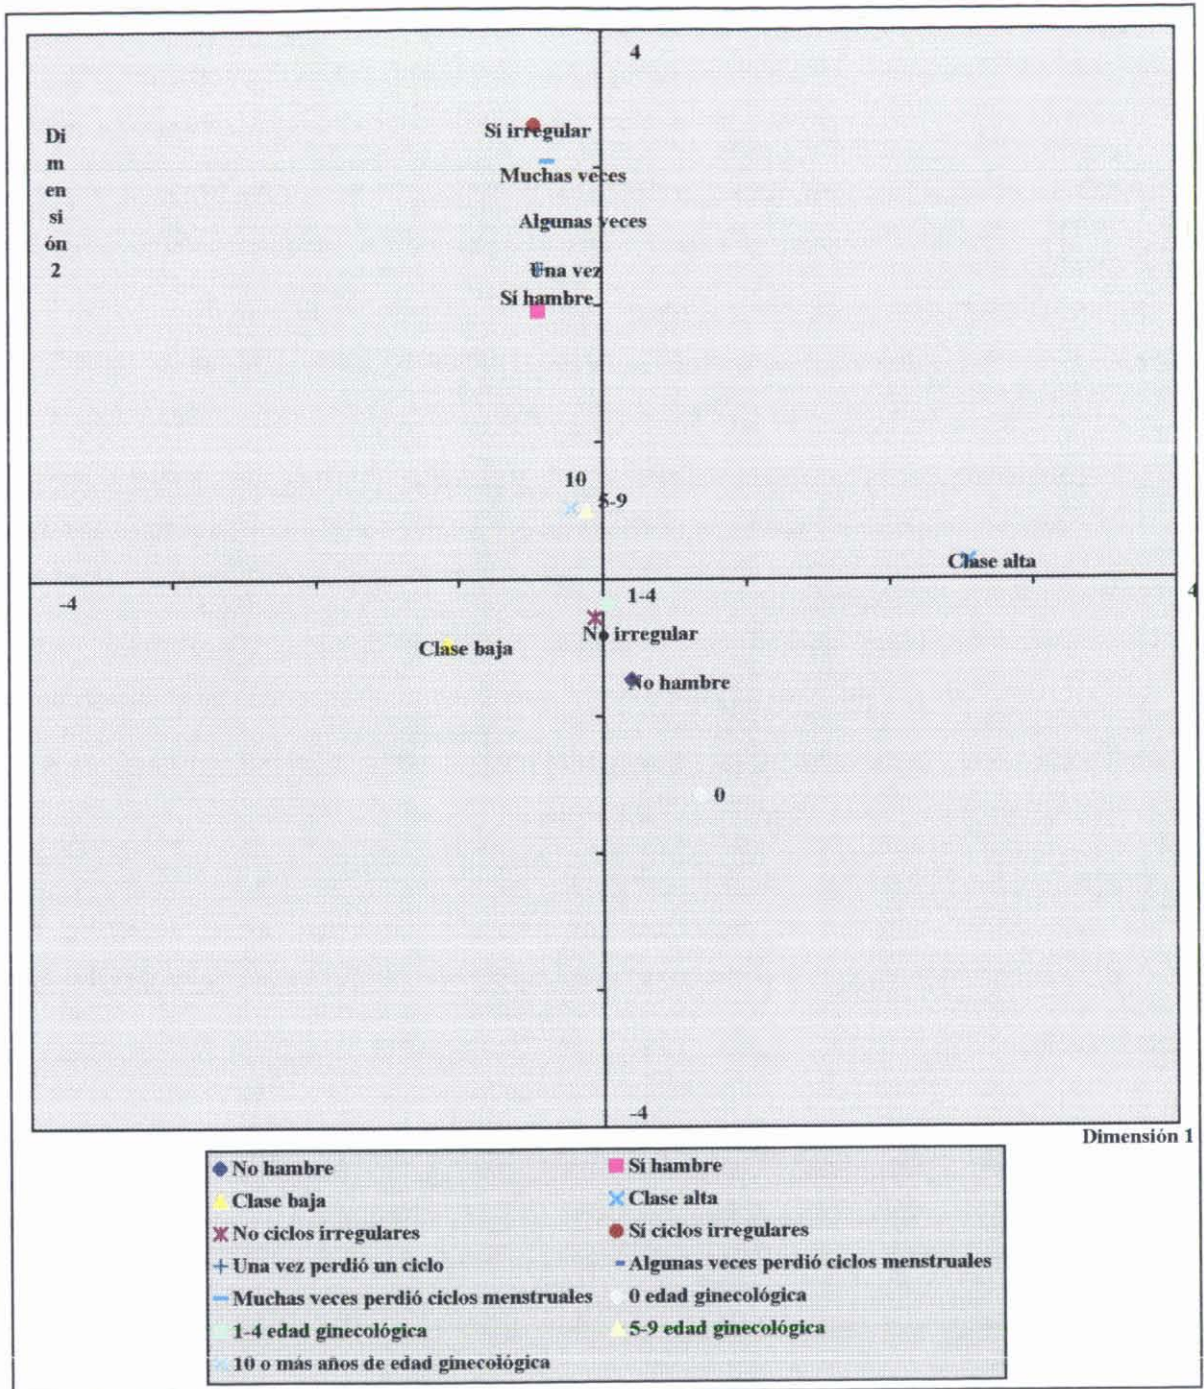 4
Di
m
en
si
ón
2
Sí irregular
Muchas veces
Algunas veces
Una vez
Sí hambre
10
5-9
Clase alta
-4
1-4
4
No irregular
Clase baja
No hambre
0
-4
Dimensión 1
No hambre
Sí hambre
Clase baja
Clase alta
No ciclos irregulares
Sí ciclos irregulares
Una vez perdió un ciclo
Algunas veces perdió ciclos menstruales
Muchas veces perdió ciclos menstruales
0 edad ginecológica
1-4 edad ginecológica
5-9 edad ginecológica
10 o más años de edad ginecológica